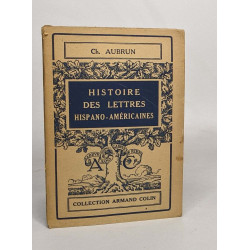 Ch. AUBRUN
HISTOIRE
DES LETTRES
HISPANO-AMÉRICAINES
A C
COLLECTION ARMAND COLIN